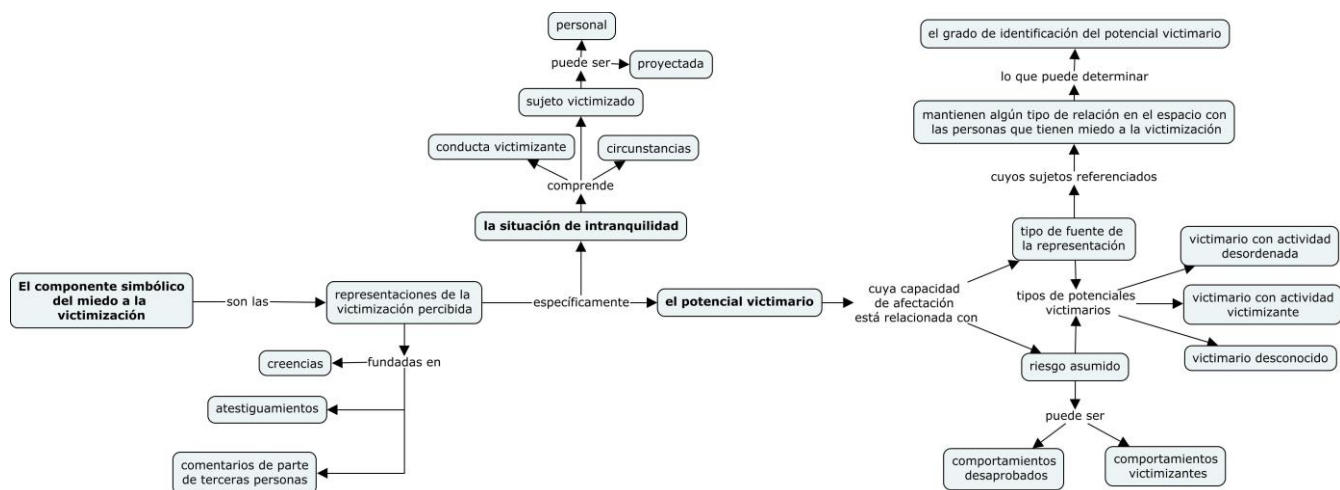 personal
puede ser
proyectada
sujeto victimizado
conducta victimizante
circunstancias
comprende
la situación de intranquilidad
El componente simbólico
del miedo a la
victimización
son las
representaciones de la
victimización percibida
específicamente
el potencial victimario
fundadas en
creencias
atestiguamientos
comentarios de parte
de terceras personas
cuya capacidad
de afectación
está relacionada con
el grado de identificación del potencial victimario
lo que puede determinar
mantienen algún tipo de relación en el espacio con
las personas que tienen miedo a la victimización
cuyos sujetos referenciados
tipo de fuente de
la representación
tipos de potenciales
victimarios
victimario con actividad
desordenada
victimario con actividad
victimizante
victimario desconocido
riesgo asumido
puede ser
comportamientos
desaprobados
comportamientos
victimizantes